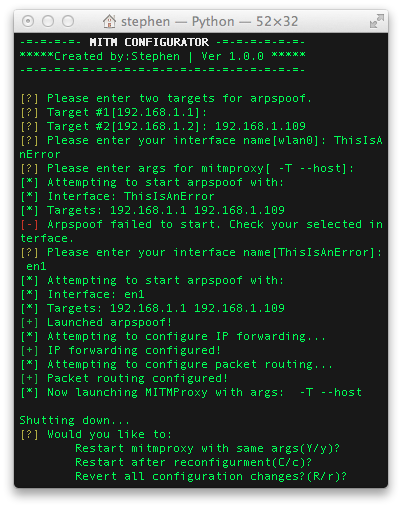 stephen — Python — 52×32
-=-=-=-=- MITM CONFIGURATOR -=-=-=-=-=-
*****Created by:Stephen | Ver 1.0.0 *****
-=-=-=-=-=-=-=-=-=-=-=-=-=-=-=-=-=-=-=-=-
[?] Please enter two targets for arpspoof.
[?] Target #1[192.168.1.1]:
[?] Target #2[192.168.1.2]: 192.168.1.109
[?] Please enter your interface name[wlan0]: ThisIsA
nError
[?] Please enter args for mitmproxy[ -T --host]:
[*] Attempting to start arpspoof with:
[*] Interface: ThisIsAnError
[*] Targets: 192.168.1.1 192.168.1.109
[-] Arpspoof failed to start. Check your selected in
terface.
[?] Please enter your interface name[ThisIsAnError]:
en1
[*] Attempting to start arpspoof with:
[*] Interface: en1
[*] Targets: 192.168.1.1 192.168.1.109
[+] Launched arpspoof!
[*] Attempting to configure IP forwarding...
[+] IP forwarding configured!
[*] Attempting to configure packet routing...
[+] Packet routing configured!
[*] Now launching MITMProxy with args:  -T --host
Shutting down...
[?] Would you like to:
Restart mitmproxy with same args(Y/y)?
Restart after reconfigurment(C/c)?
Revert all configuration changes?(R/r)?